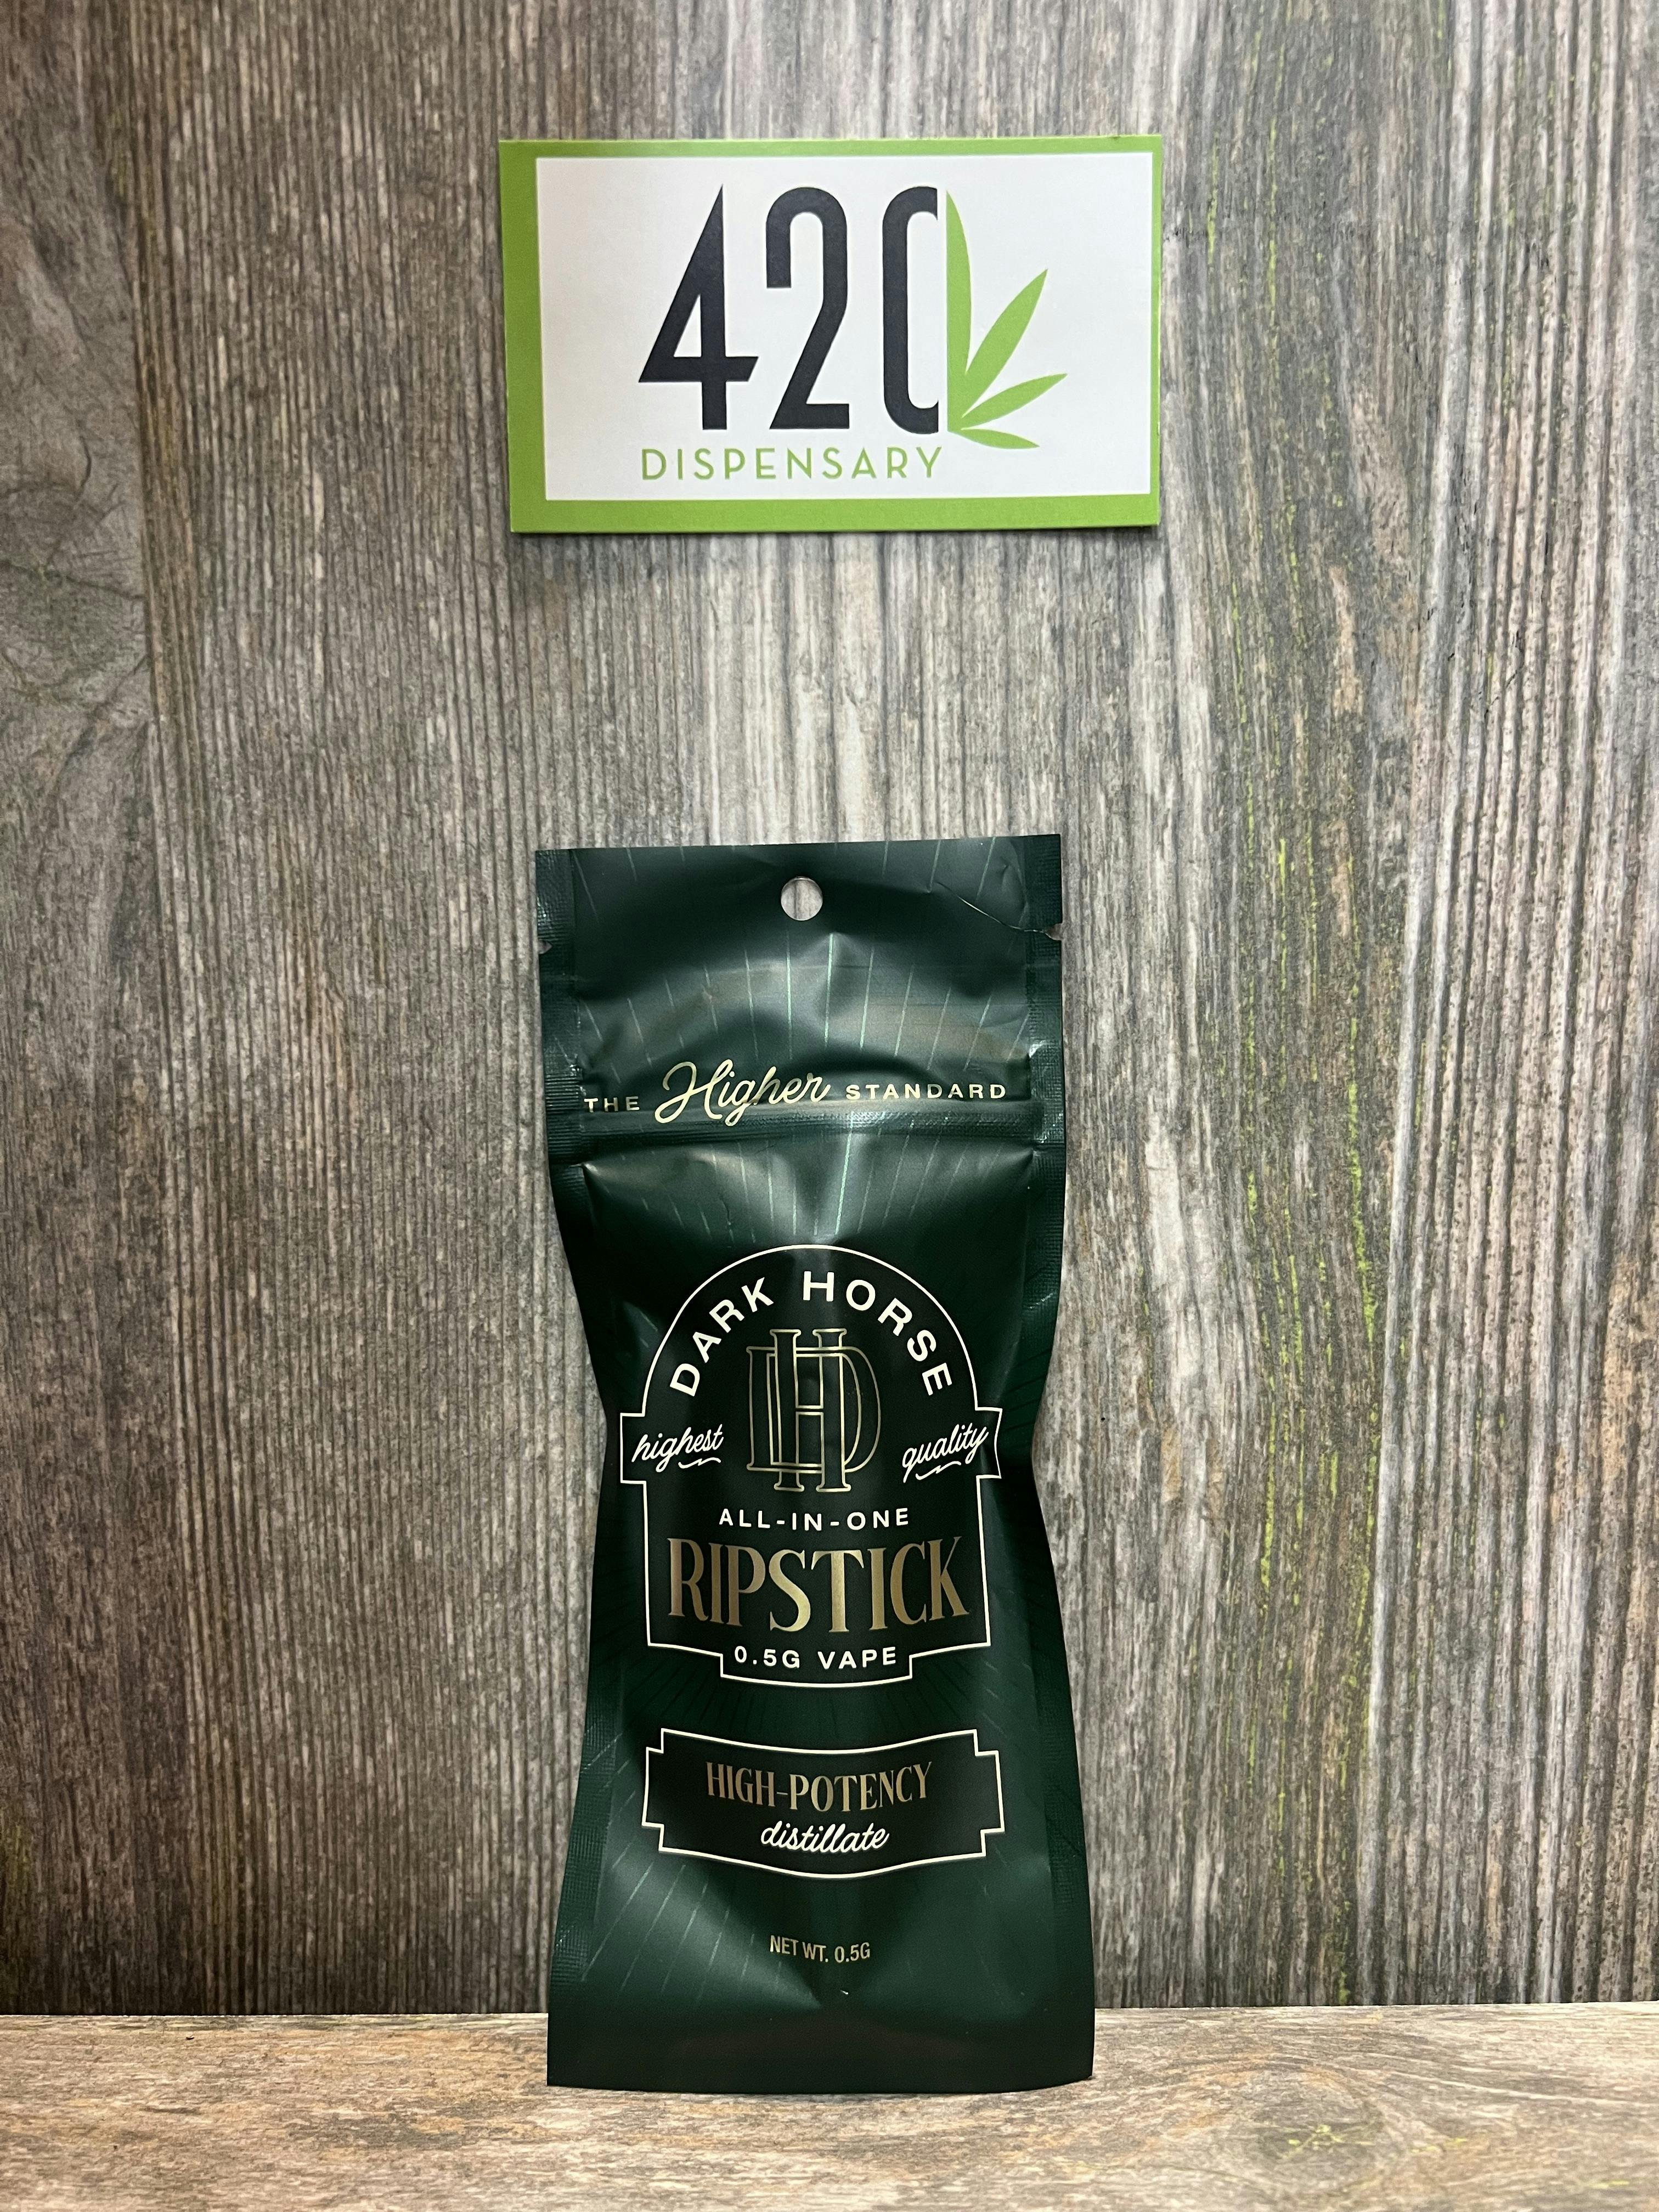 420
DISPENSARY
THE Higher STANDARD
DARK HORSE
DH
highest quality
ALL-IN-ONE
RIPSTICK
0.5G VAPE
HIGH-POTENCY
distillate
NET WT. 0.5G